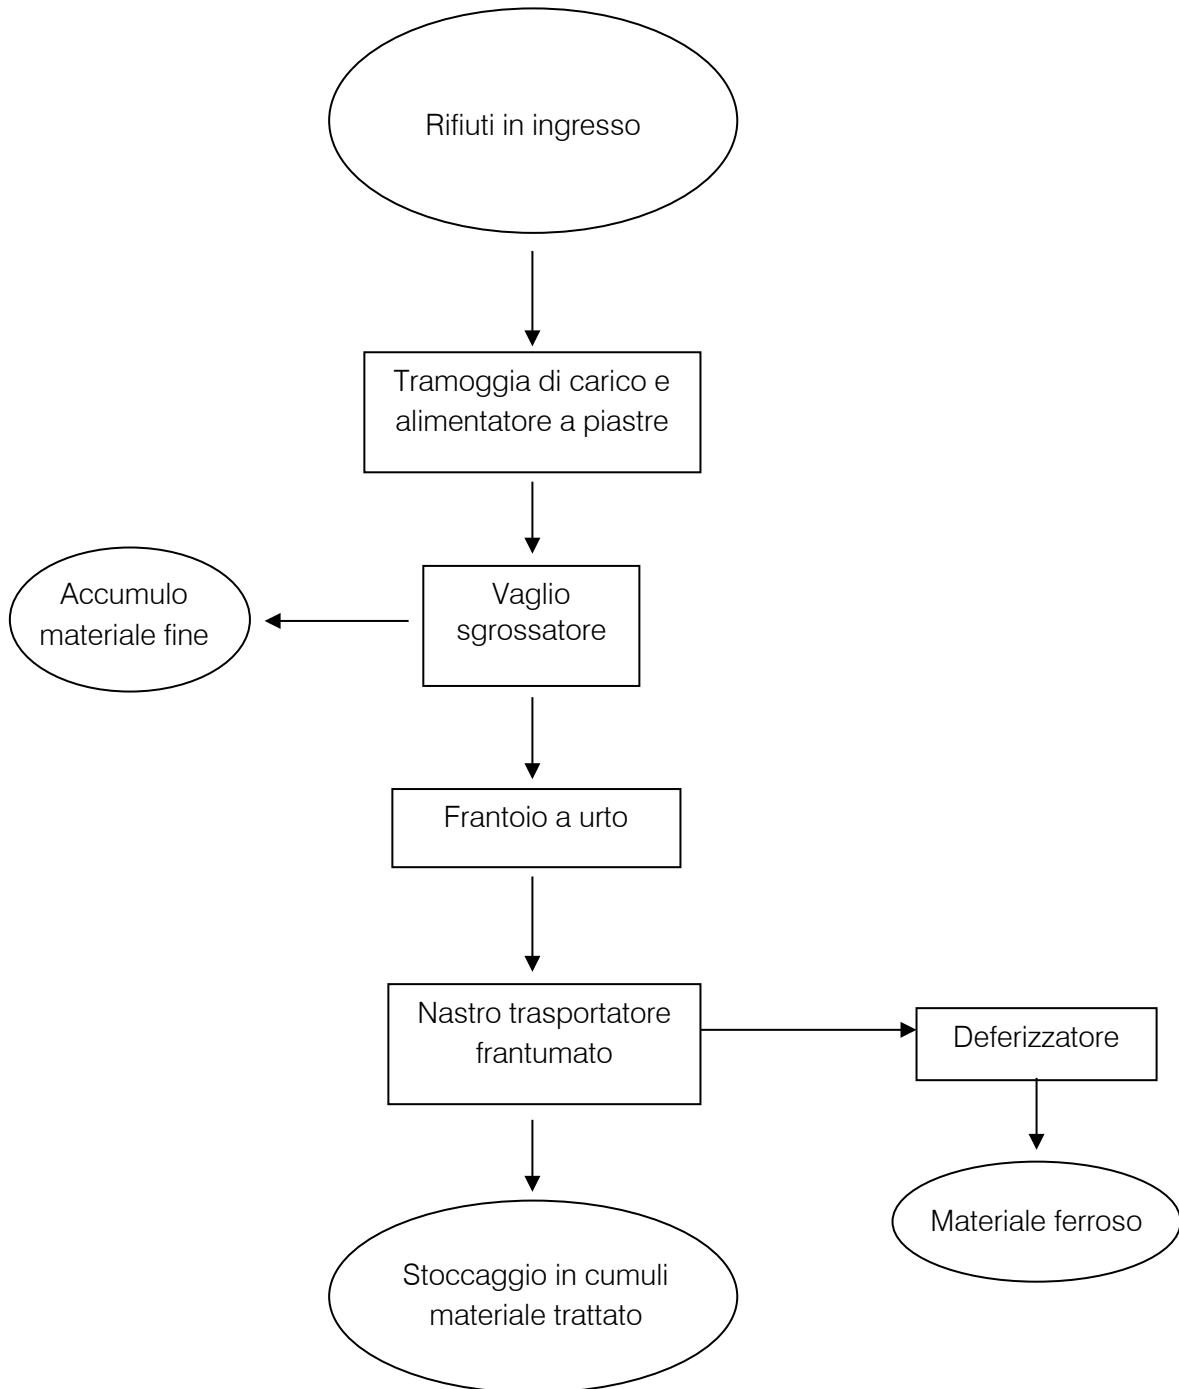 Rifiuti in ingresso
Tramoggia di carico e
alimentatore a piastre
Accumulo
materiale fine
Vaglio
sgrossatore
Frantoio a urto
Nastro trasportatore
frantumato
Deferizzatore
Materiale ferroso
Stoccaggio in cumuli
materiale trattato